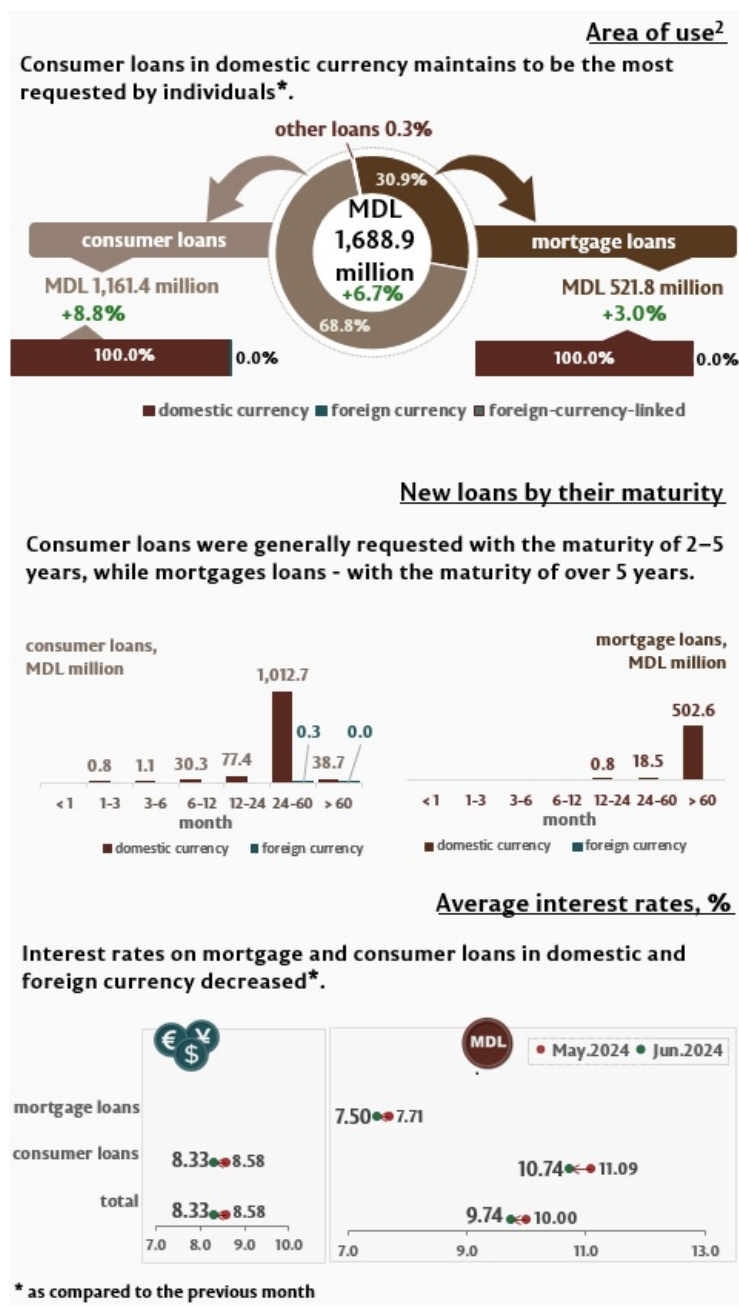 Area of use²
Consumer loans in domestic currency maintains to be the most
requested by individuals*.
other loans 0.3%
30.9%
MDL
1,688.9
million
+6.7%
68.8%
consumer loans
MDL 1,161.4 million
+8.8%
100.0%
0.0%
mortgage loans
MDL 521.8 million
+3.0%
100.0%
0.0%
domestic currency foreign currency foreign-currency-linked
New loans by their maturity
Consumer loans were generally requested with the maturity of 2–5
years, while mortgages loans - with the maturity of over 5 years.
consumer loans,
MDL million
1,012.7
0.3 0.0
0.8 1.1 30.3 77.4 38.7
<1 1-3 3-6 6-12 12-24 24-60 >60
month
domestic currency foreign currency
mortgage loans,
MDL million
502.6
0.8 18.5
<1 1-3 3-6 6-12 12-24 24-60 >60
month
domestic currency foreign currency
Average interest rates, %
Interest rates on mortgage and consumer loans in domestic and
foreign currency decreased*.
€ ¥
$
MDL
May.2024 Jun.2024
mortgage loans
7.50 7.71
consumer loans
8.33 8.58
10.74 11.09
total
8.33 8.58
9.74 10.00
7.0 8.0 9.0 10.0
7.0 9.0 11.0 13.0
* as compared to the previous month